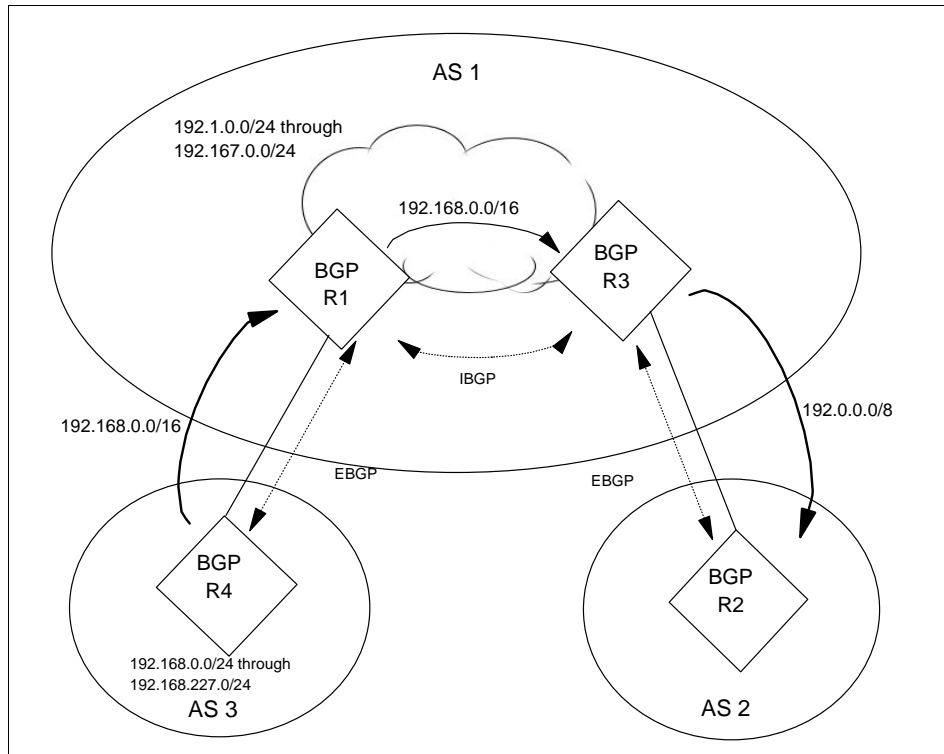 AS 1
192.1.0.0/24 through
192.167.0.0/24
192.168.0.0/16
BGP
R1
BGP
R3
IBGP
192.168.0.0/16
192.0.0.0/8
EBGP
EBGP
BGP
R4
BGP
R2
192.168.0.0/24 through
192.168.227.0/24
AS 3
AS 2